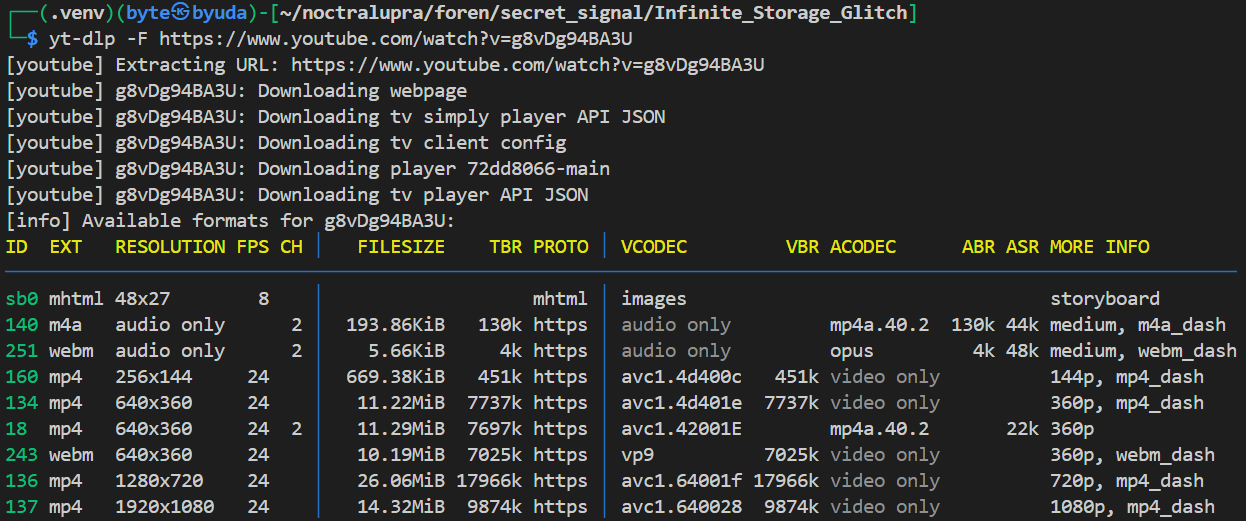 ┌──(.venv)(byte㉿byuda)-[~/noctralupra/foren/secret_signal/Infinite_Storage_Glitch]
└─$ yt-dlp -F https://www.youtube.com/watch?v=g8vDg94BA3U
[youtube] Extracting URL: https://www.youtube.com/watch?v=g8vDg94BA3U
[youtube] g8vDg94BA3U: Downloading webpage
[youtube] g8vDg94BA3U: Downloading tv simply player API JSON
[youtube] g8vDg94BA3U: Downloading tv client config
[youtube] g8vDg94BA3U: Downloading player 72dd8066-main
[youtube] g8vDg94BA3U: Downloading tv player API JSON
[info] Available formats for g8vDg94BA3U:
ID  EXT   RESOLUTION FPS CH │   FILESIZE    TBR PROTO │ VCODEC         VBR ACODEC     ABR ASR MORE INFO
sb0 mhtml 48x27        8    │                   mhtml │ images                                storyboard
140 m4a   audio only      2 │  193.86KiB   130k https │ audio only         mp4a.40.2 130k 44k medium, m4a_dash
251 webm  audio only      2 │    5.66KiB     4k https │ audio only         opus        4k 48k medium, webm_dash
160 mp4   256x144     24    │  669.38KiB   451k https │ avc1.4d400c   451k video only         144p, mp4_dash
134 mp4   640x360     24    │   11.22MiB  7737k https │ avc1.4d401e  7737k video only         360p, mp4_dash
18  mp4   640x360     24  2 │   11.29MiB  7697k https │ avc1.42001E        mp4a.40.2      22k 360p
243 webm  640x360     24    │   10.19MiB  7025k https │ vp9          7025k video only         360p, webm_dash
136 mp4   1280x720    24    │   26.06MiB 17966k https │ avc1.64001f 17966k video only         720p, mp4_dash
137 mp4   1920x1080   24    │   14.32MiB  9874k https │ avc1.640028  9874k video only         1080p, mp4_dash